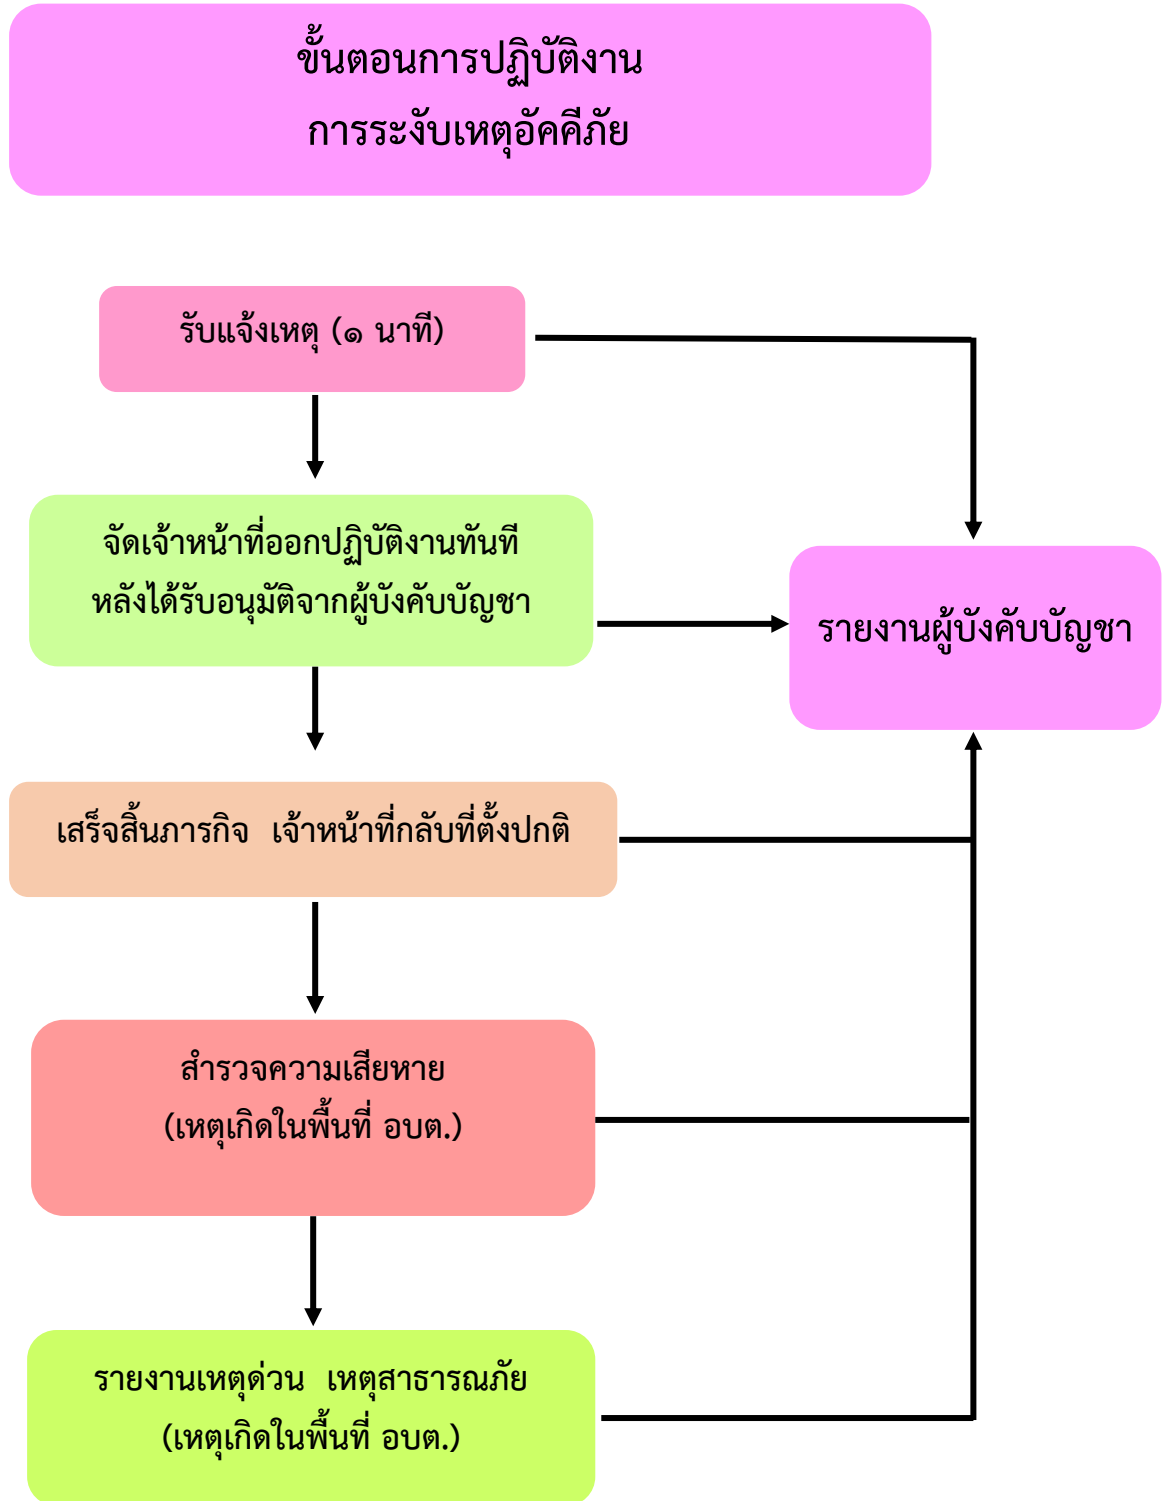 ขั้นตอนการปฏิบัติงาน
การระงับเหตุอัคคีภัย
รับแจ้งเหตุ (๑ นาที)
จัดเจ้าหน้าที่ออกปฏิบัติงานทันที
หลังได้รับอนุมัติจากผู้บังคับบัญชา
รายงานผู้บังคับบัญชา
เสร็จสิ้นภารกิจ เจ้าหน้าที่กลับที่ตั้งปกติ
สำรวจความเสียหาย
(เหตุเกิดในพื้นที่ อบต.)
รายงานเหตุด่วน เหตุสาธารณภัย
(เหตุเกิดในพื้นที่ อบต.)